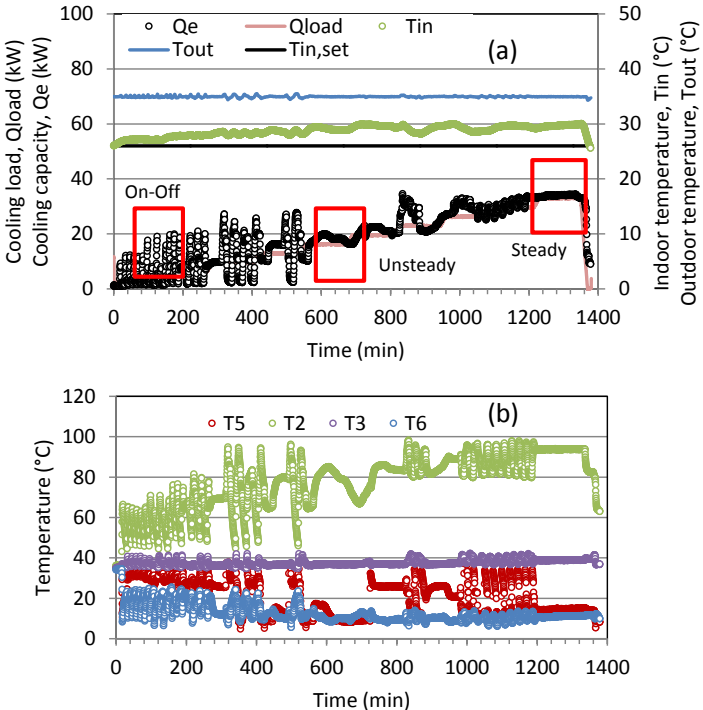 Qe Qload Tin
Tout Tin,set
(a)
On-Off
Unsteady
Steady
100
80
60
40
20
0
50
40
30
20
10
0
0 200 400 600 800 1000 1200 1400
Time (min)
Cooling load, Qload (kW)
Cooling capacity, Qe (kW)
Indoor temperature, Tin (°C)
Outdoor temperature, Tout (°C)
(b)
T5 T2 T3 T6
120
100
80
60
40
20
0
0 200 400 600 800 1000 1200 1400
Time (min)
Temperature (°C)